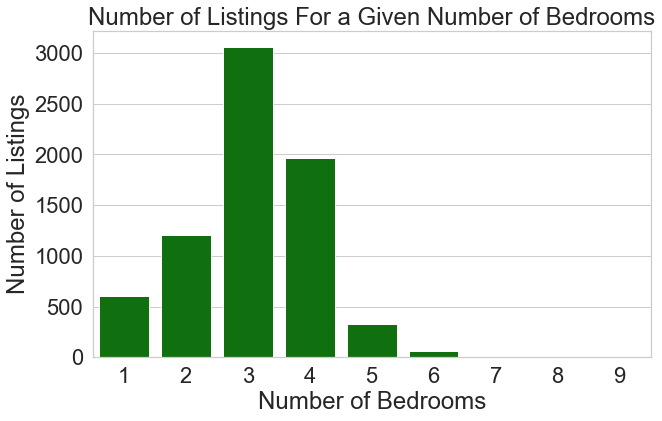 Number of Listings For a Given Number of Bedrooms
Number of Listings
3000
2500
2000
1500
1000
500
0
1 2 3 4 5 6 7 8 9
Number of Bedrooms